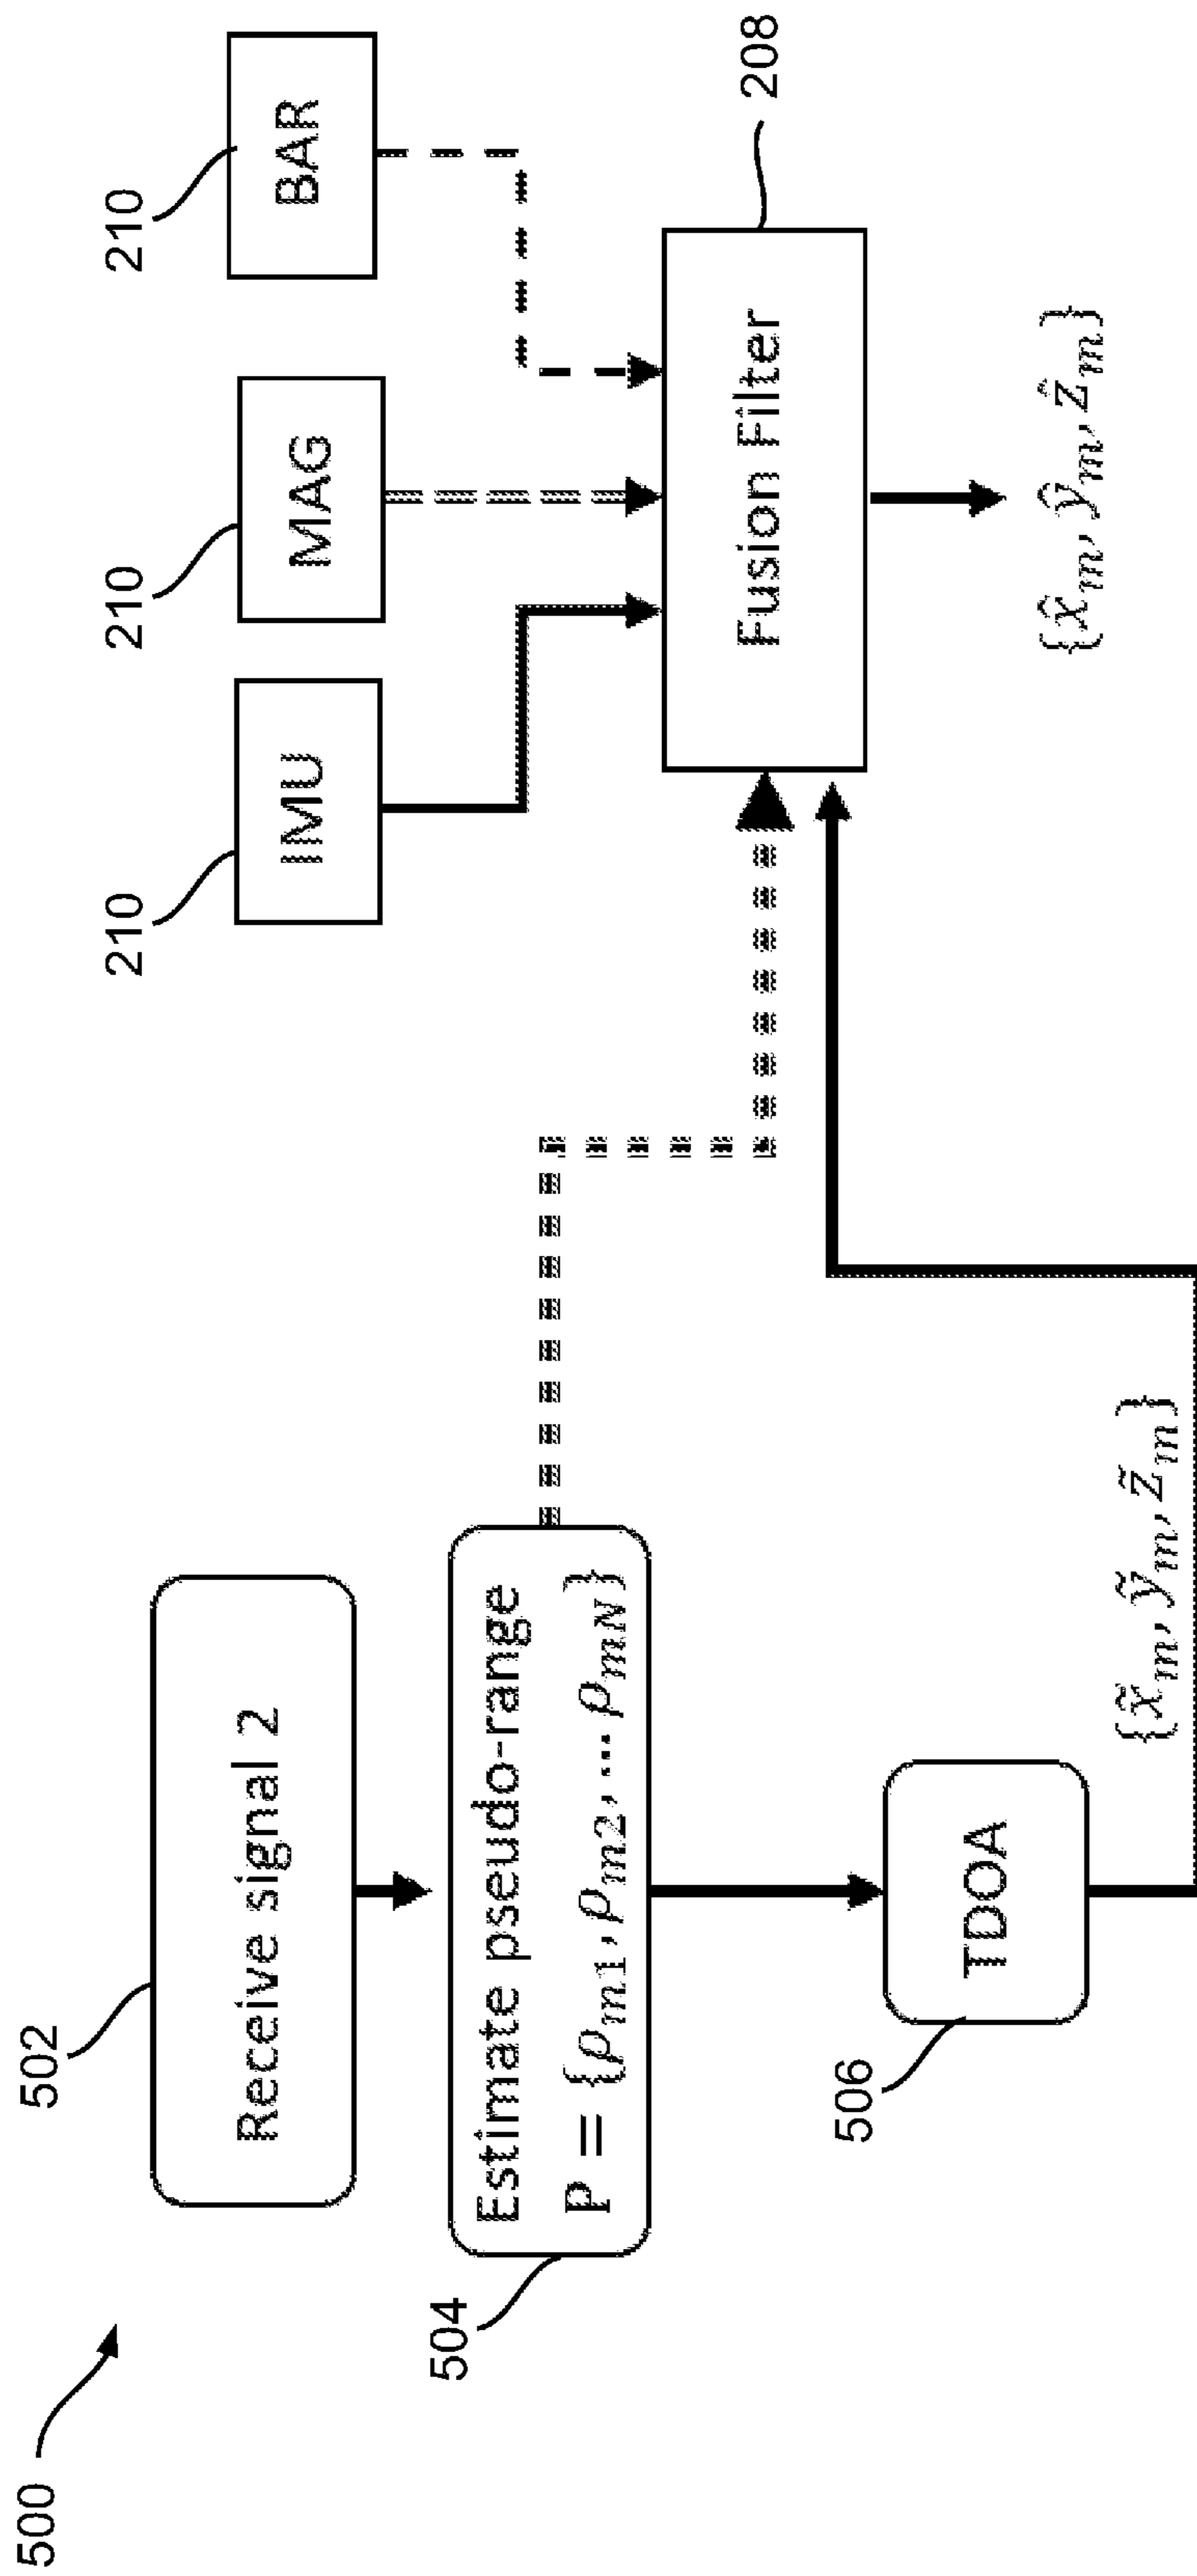 500
502
Receive signal 2
504
Estimate pseudo-range
P = {ρm1, ρm2, ... ρmN}
506
TDOA
{x̃m, ỹm, z̃m}
210
IMU
210
MAG
210
BAR
Fusion Filter
208
{x̂m, ŷm, ẑm}